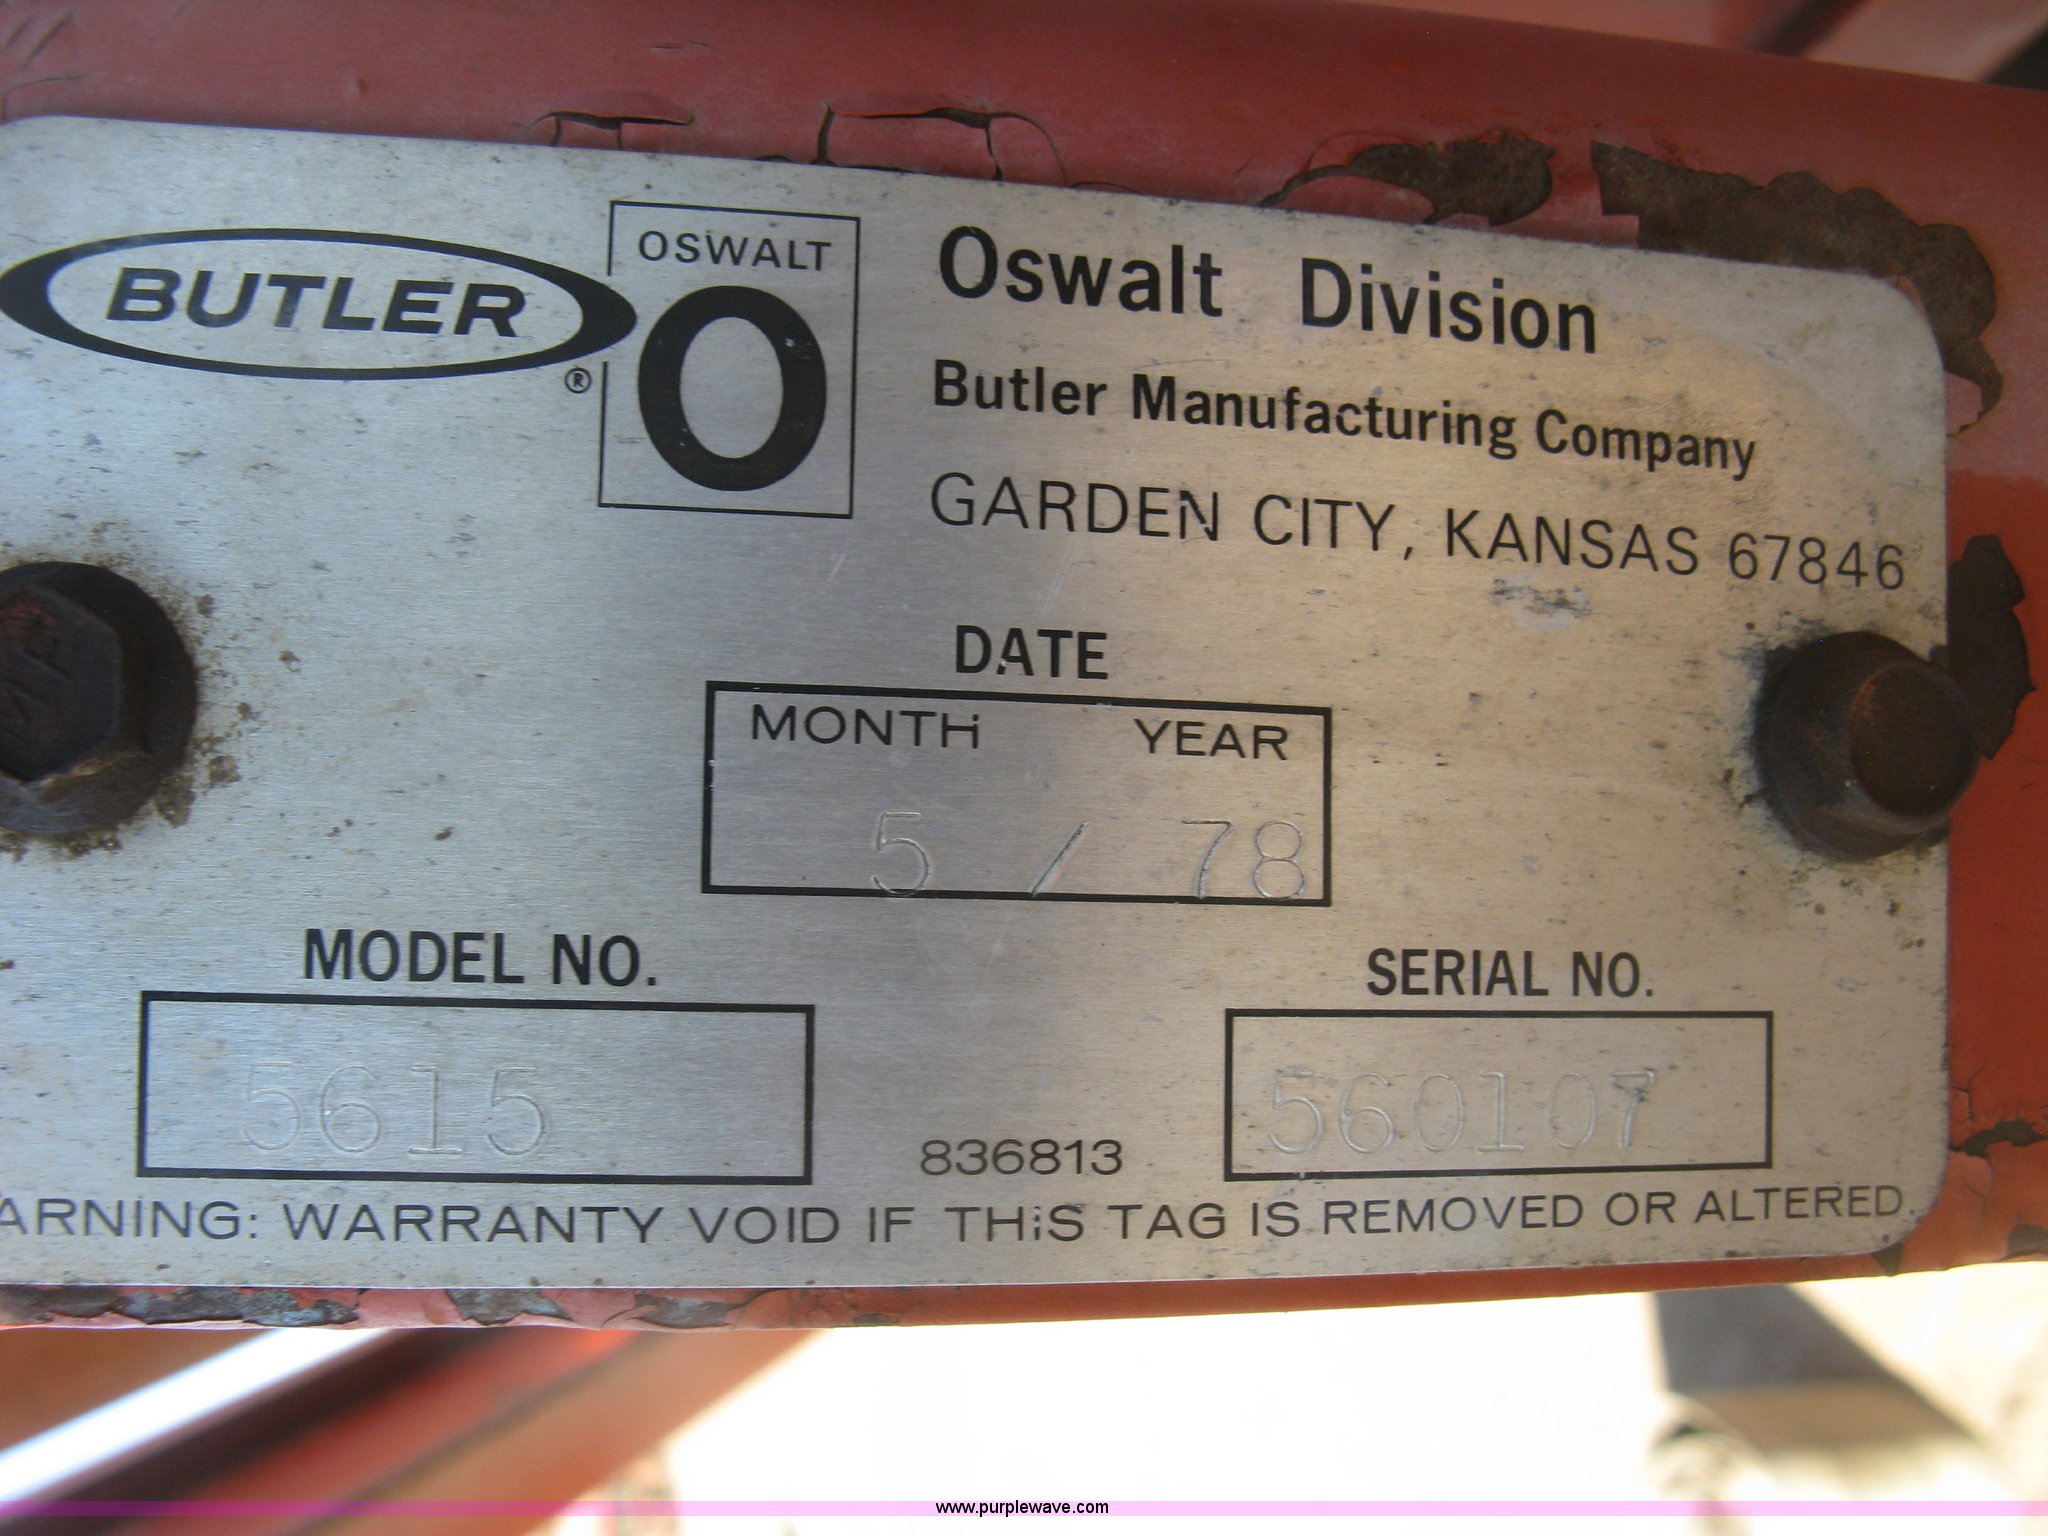 BUTLER
®
OSWALT
O
Oswalt Division
Butler Manufacturing Company
GARDEN CITY, KANSAS 67846
DATE
MONTH YEAR
5 / 78
MODEL NO.
5615
SERIAL NO.
560107
836813
ARNING: WARRANTY VOID IF THIS TAG IS REMOVED OR ALTERED.
www.purplewave.com